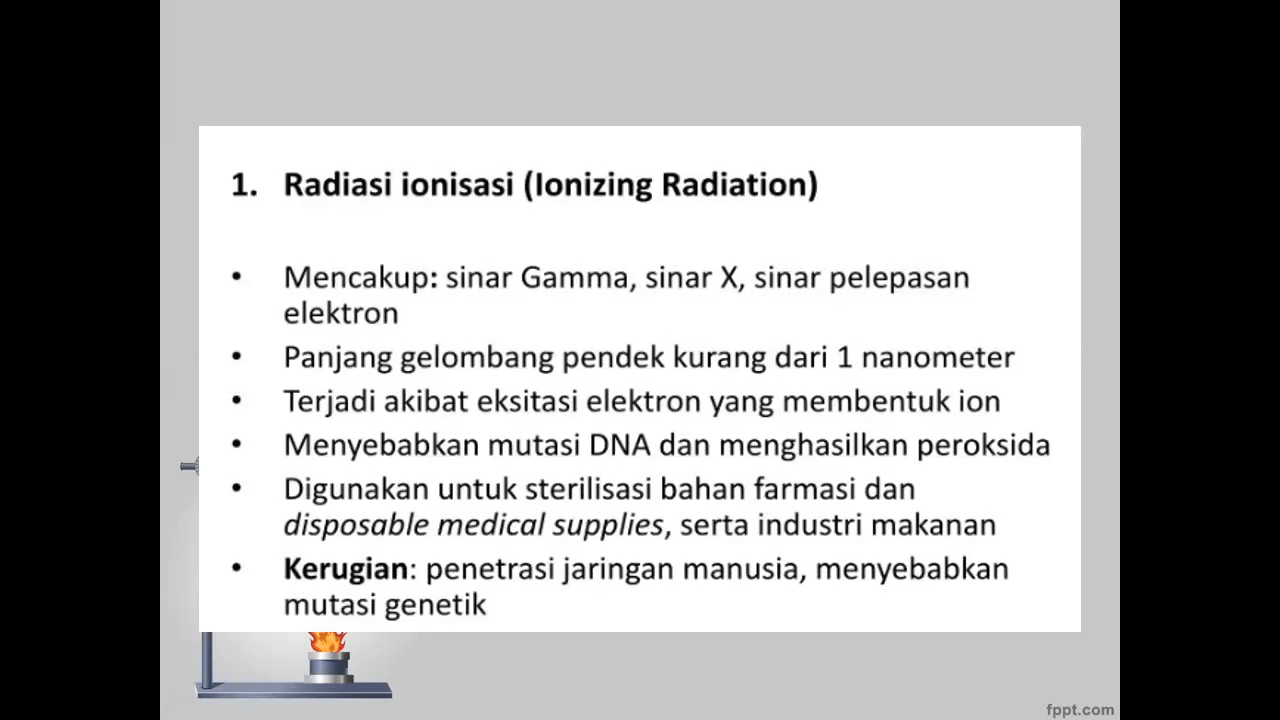 1. Radiasi ionisasi (Ionizing Radiation)
• Mencakup: sinar Gamma, sinar X, sinar pelepasan
elektron
• Panjang gelombang pendek kurang dari 1 nanometer
• Terjadi akibat eksitasi elektron yang membentuk ion
• Menyebabkan mutasi DNA dan menghasilkan peroksida
• Digunakan untuk sterilisasi bahan farmasi dan
disposable medical supplies, serta industri makanan
• Kerugian: penetrasi jaringan manusia, menyebabkan
mutasi genetik
fppt.com